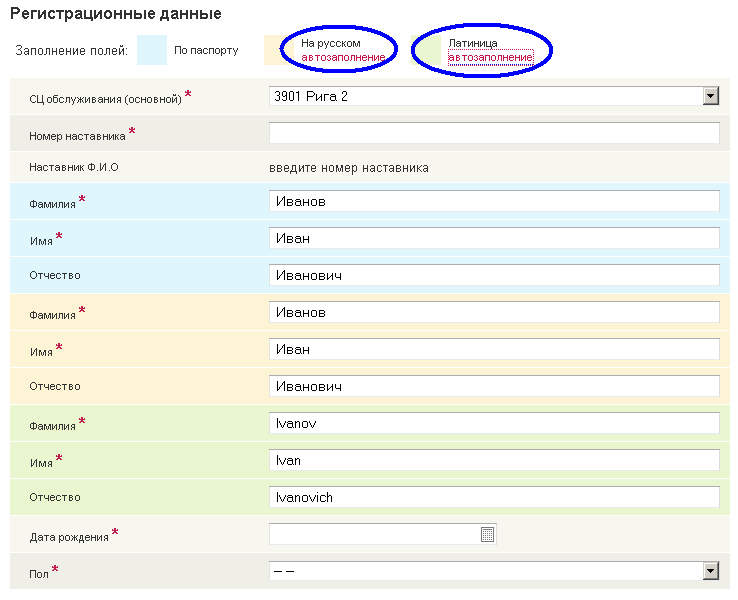 Регистрационные данные
Заполнение полей: По паспорту На русском автозаполнение Латиница автозаполнение
СЦ обслуживания (основной) * 3901 Рига 2
Номер наставника *
Наставник Ф.И.О введите номер наставника
Фамилия * Иванов
Имя * Иван
Отчество Иванович
Фамилия * Иванов
Имя * Иван
Отчество Иванович
Фамилия * Ivanov
Имя * Ivan
Отчество Ivanovich
Дата рождения *
Пол * – –